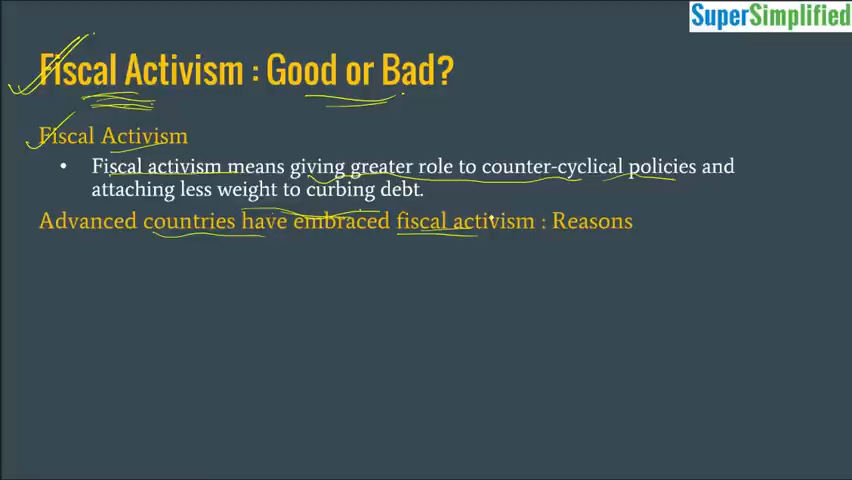 SuperSimplified
Fiscal Activism : Good or Bad?
Fiscal Activism
• Fiscal activism means giving greater role to counter-cyclical policies and
attaching less weight to curbing debt.
Advanced countries have embraced fiscal activism : Reasons